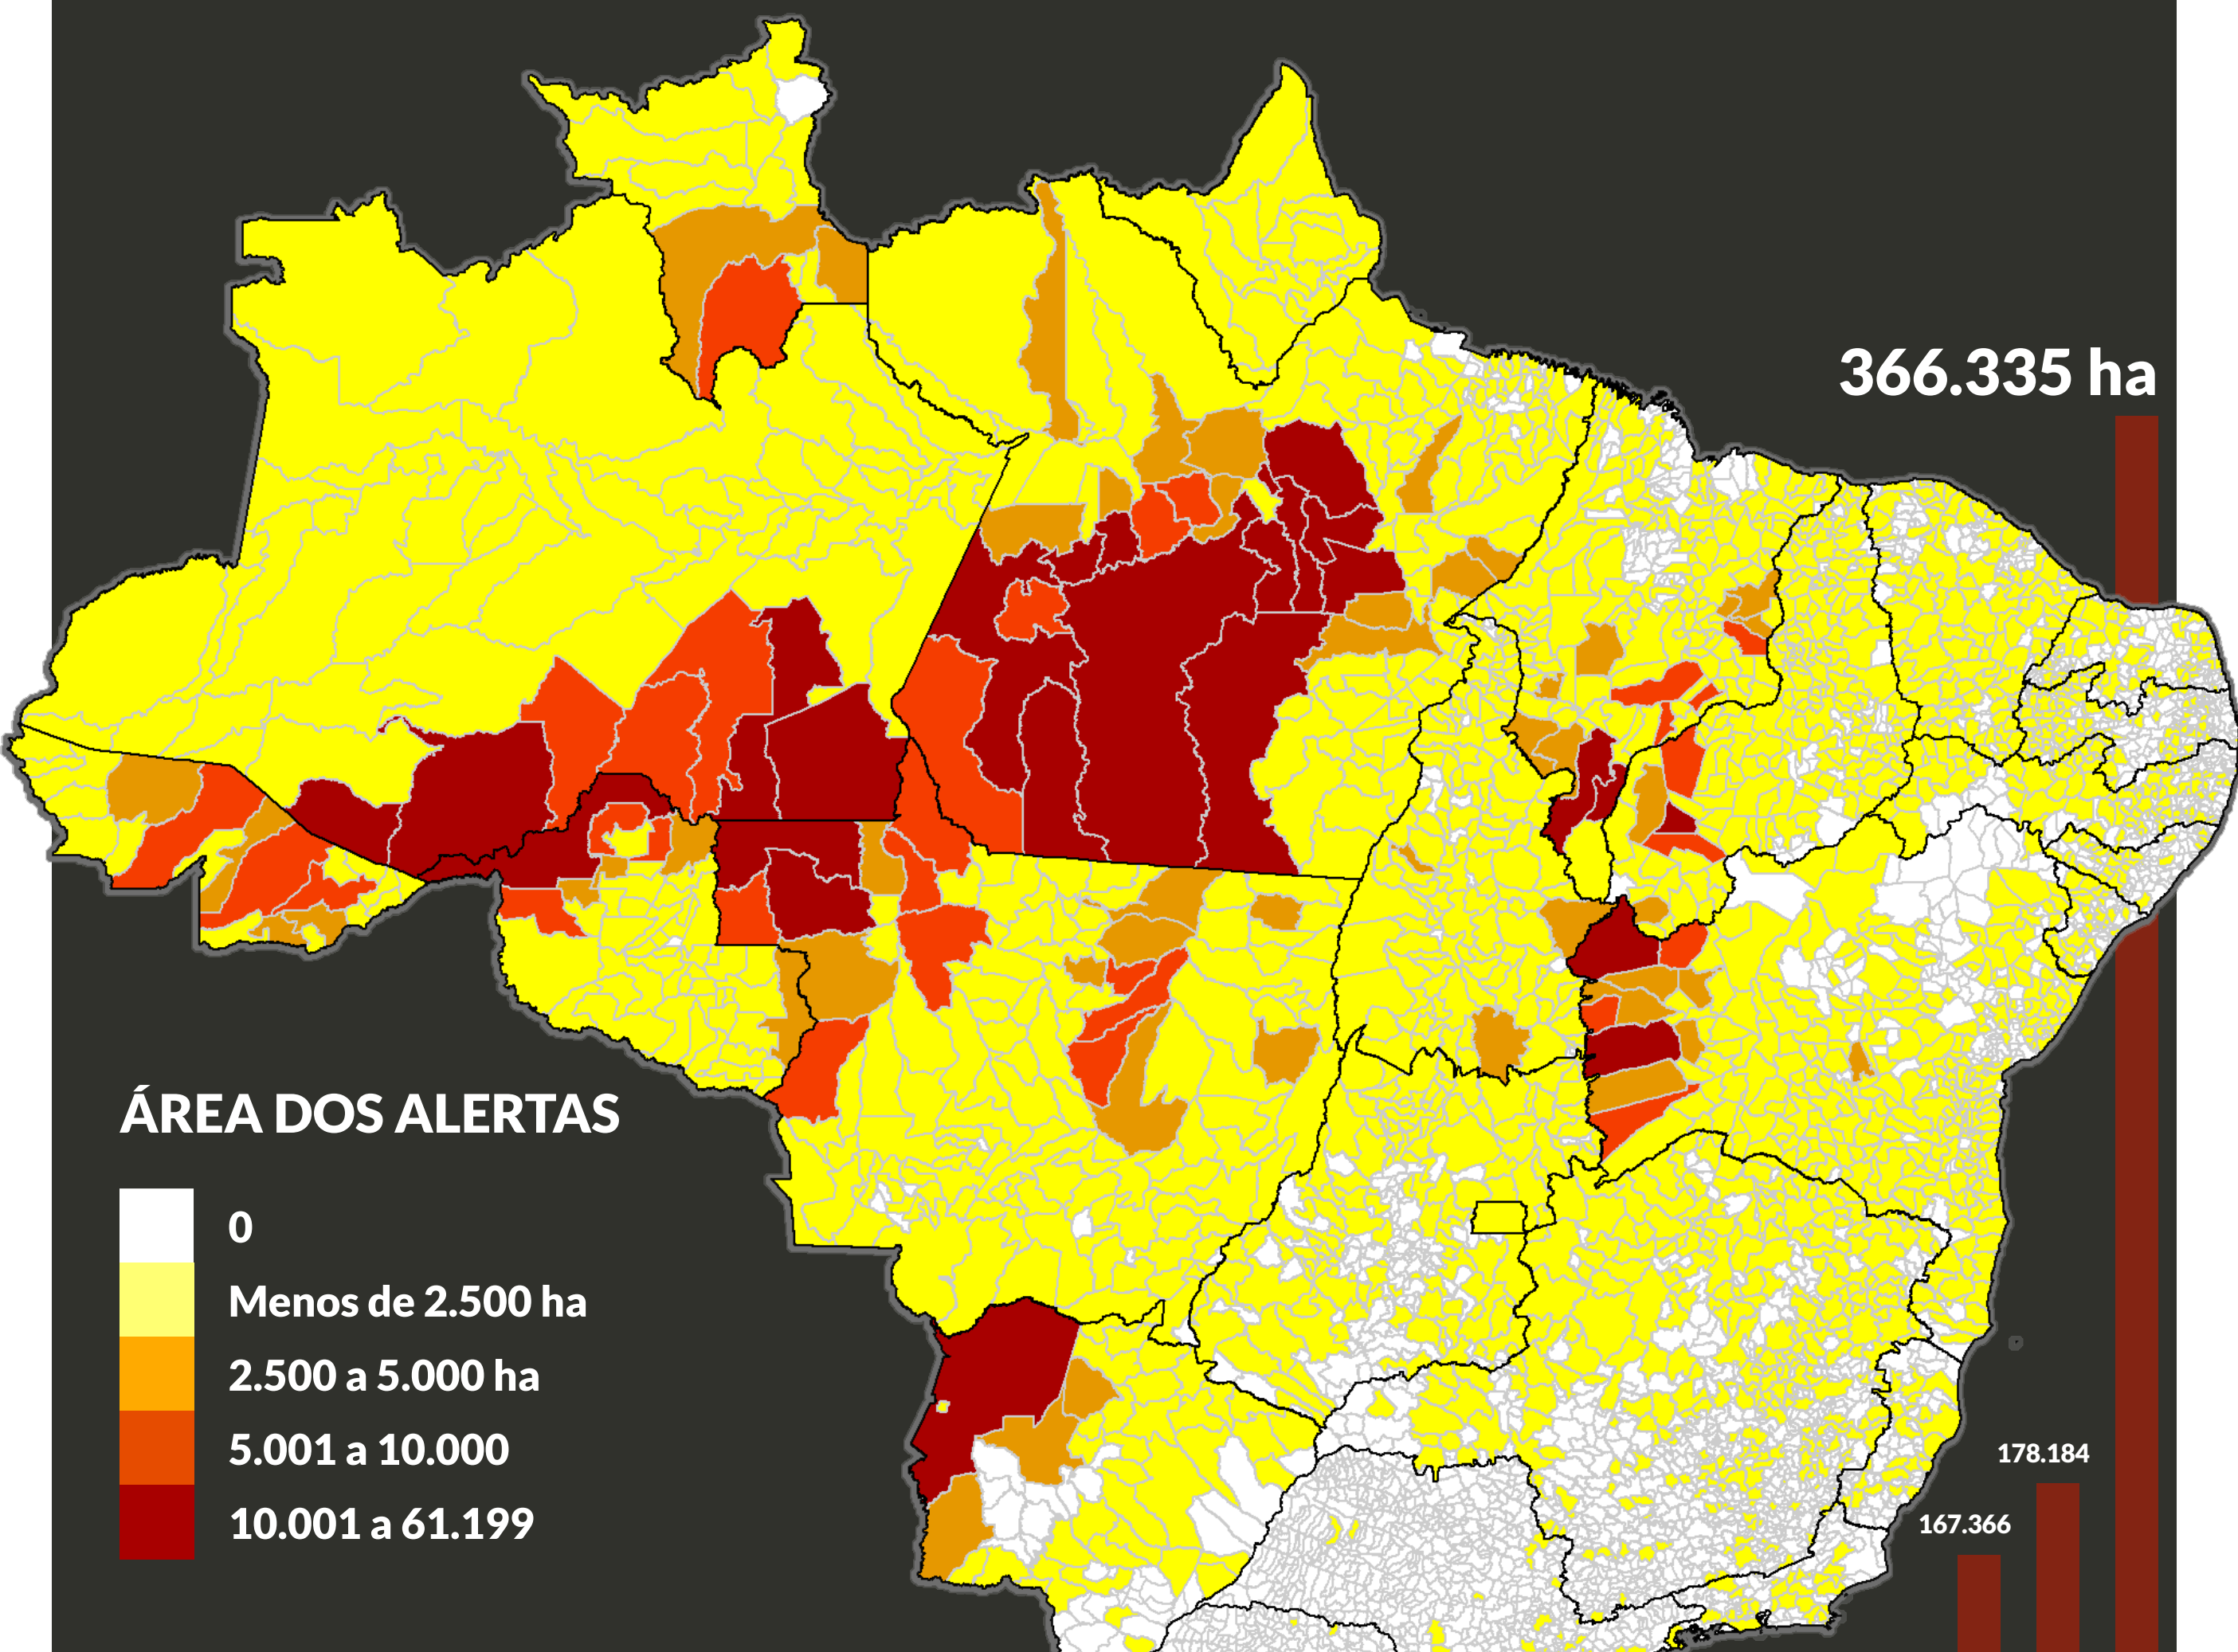 366.335 ha
ÁREA DOS ALERTAS
0
Menos de 2.500 ha
2.500 a 5.000 ha
5.001 a 10.000
10.001 a 61.199
178.184
167.366